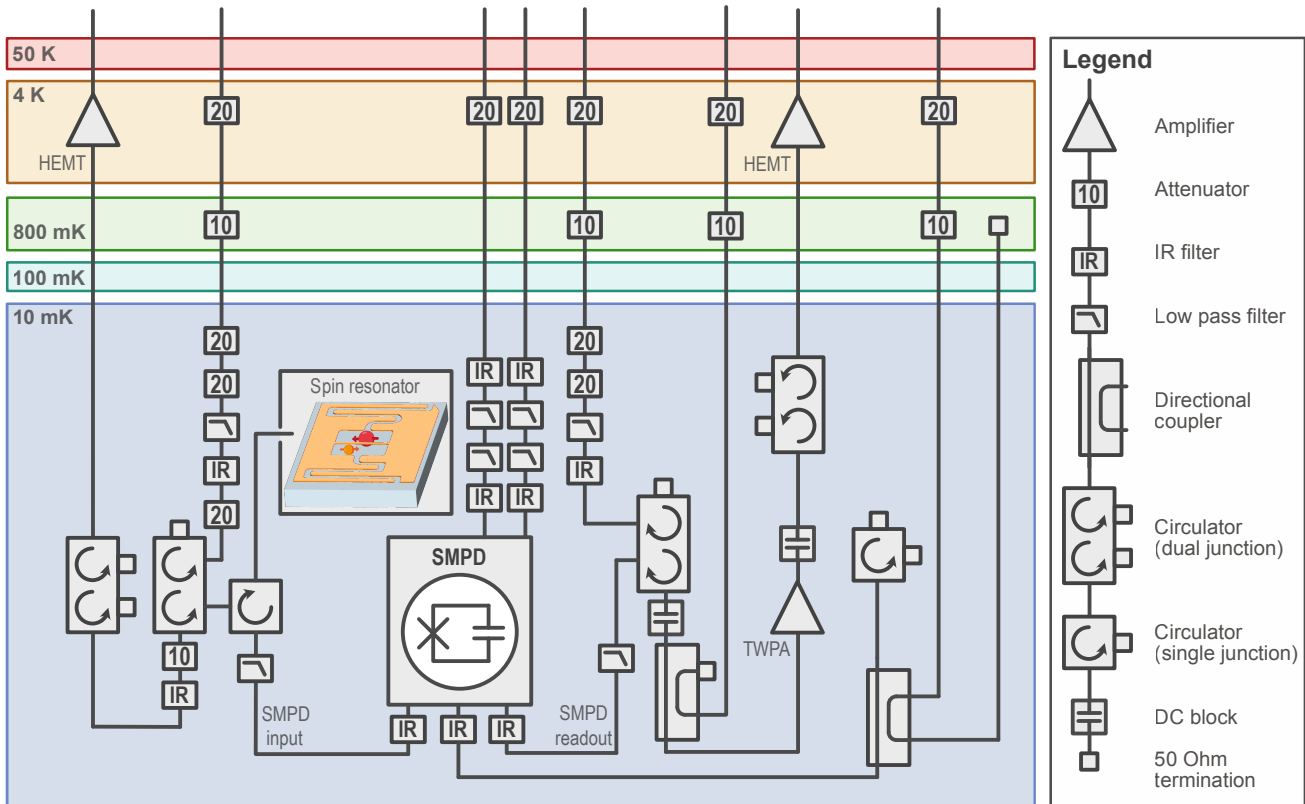 50 K
4 K
20
20
20
20
20
20
HEMT
HEMT
800 mK
10
10
10
10
100 mK
10 mK
20
20
IR
20
Spin resonator
IR
IR
IR
IR
20
20
IR
SMPD
10
IR
SMPD
input
IR
IR
IR
SMPD
readout
TWPA
Legend
Amplifier
10
Attenuator
IR
IR filter
Low pass filter
Directional
coupler
Circulator
(dual junction)
Circulator
(single junction)
DC block
50 Ohm
termination